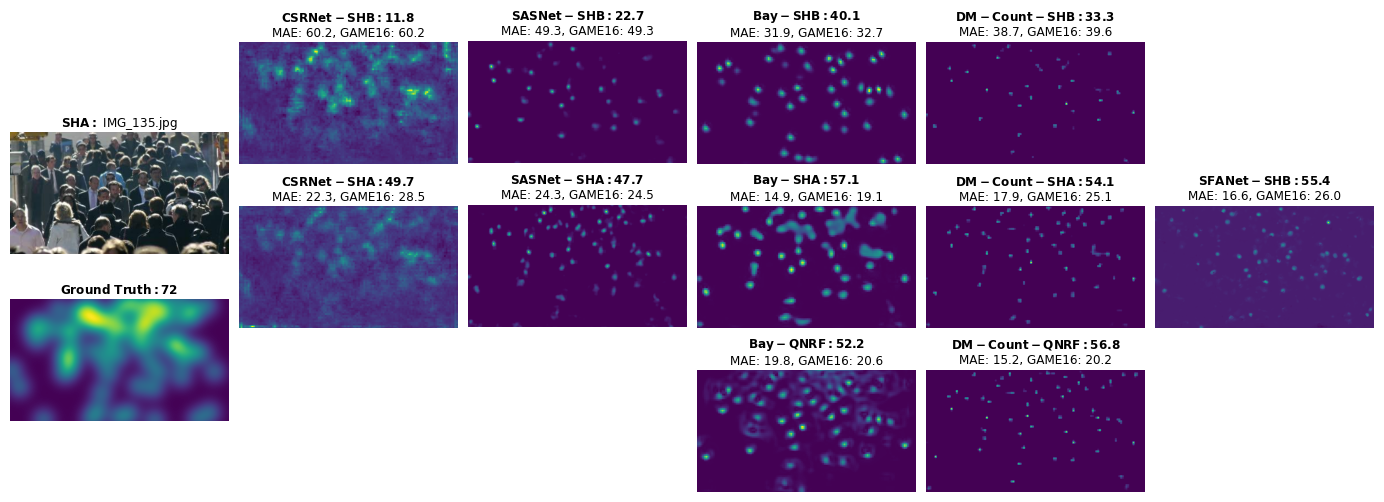 CSRNet − SHB : 11.8
MAE: 60.2, GAME16: 60.2
SASNet − SHB : 22.7
MAE: 49.3, GAME16: 49.3
Bay − SHB : 40.1
MAE: 31.9, GAME16: 32.7
DM − Count − SHB : 33.3
MAE: 38.7, GAME16: 39.6
SHA : IMG_135.jpg
CSRNet − SHA : 49.7
MAE: 22.3, GAME16: 28.5
SASNet − SHA : 47.7
MAE: 24.3, GAME16: 24.5
Bay − SHA : 57.1
MAE: 14.9, GAME16: 19.1
DM − Count − SHA : 54.1
MAE: 17.9, GAME16: 25.1
SFANet − SHB : 55.4
MAE: 16.6, GAME16: 26.0
Ground Truth : 72
Bay − QNRF : 52.2
MAE: 19.8, GAME16: 20.6
DM − Count − QNRF : 56.8
MAE: 15.2, GAME16: 20.2